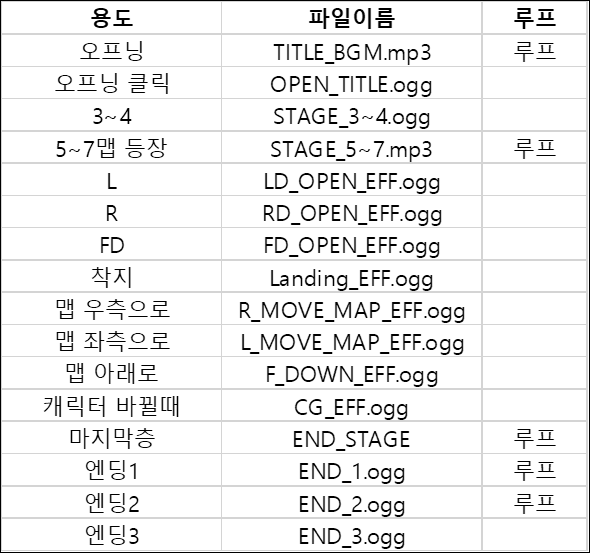 용도 파일이름 루프
오프닝 TITLE_BGM.mp3 루프
오프닝 클릭 OPEN_TITLE.ogg
3~4 STAGE_3~4.ogg
5~7맵 등장 STAGE_5~7.mp3 루프
L LD_OPEN_EFF.ogg
R RD_OPEN_EFF.ogg
FD FD_OPEN_EFF.ogg
착지 Landing_EFF.ogg
맵 우측으로 R_MOVE_MAP_EFF.ogg
맵 좌측으로 L_MOVE_MAP_EFF.ogg
맵 아래로 F_DOWN_EFF.ogg
캐릭터 바뀔때 CG_EFF.ogg
마지막층 END_STAGE 루프
엔딩1 END_1.ogg 루프
엔딩2 END_2.ogg 루프
엔딩3 END_3.ogg